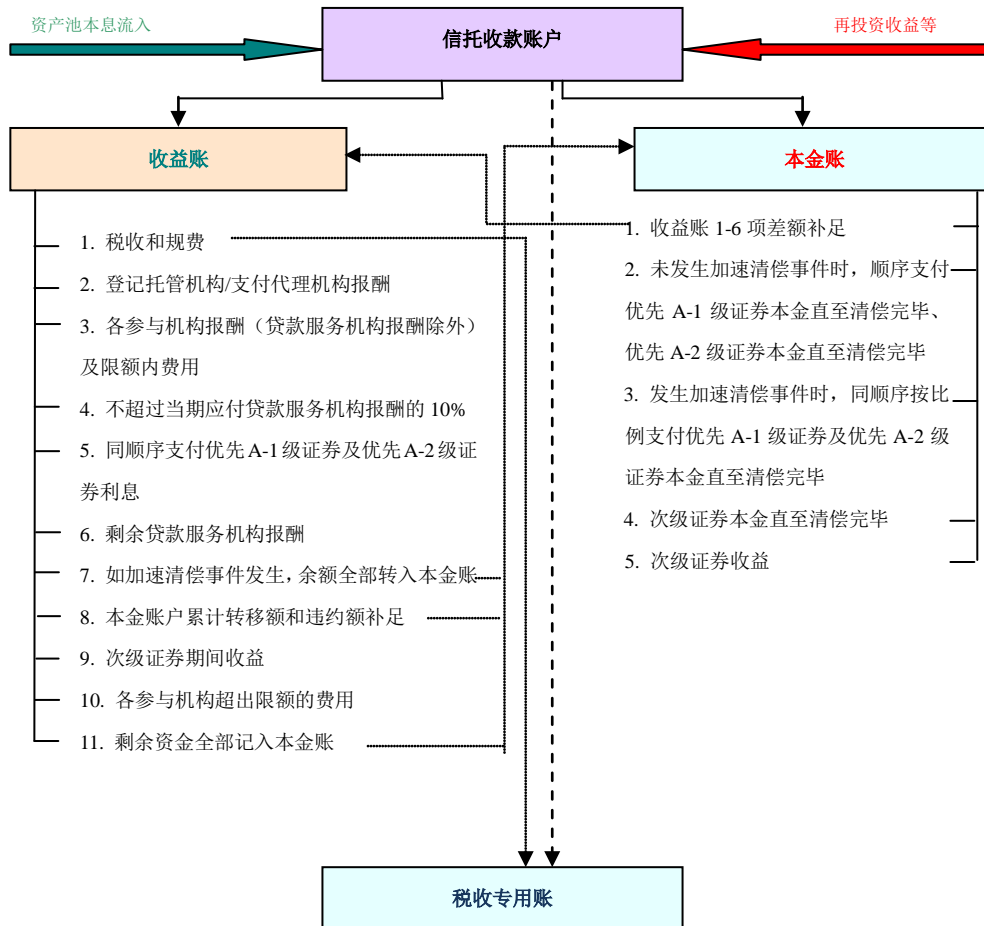 资产池本息流入
信托收款账户
再投资收益等
收益账
1. 税收和规费
2. 登记托管机构/支付代理机构报酬
3. 各参与机构报酬（贷款服务机构报酬除外）
及限额内费用
4. 不超过当期应付贷款服务机构报酬的 10%
5. 同顺序支付优先 A-1 级证券及优先 A-2 级证
券利息
6. 剩余贷款服务机构报酬
7. 如加速清偿事件发生，余额全部转入本金账
8. 本金账户累计转移额和违约额补足
9. 次级证券期间收益
10. 各参与机构超出限额的费用
11. 剩余资金全部记入本金账
本金账
1. 收益账 1-6 项差额补足
2. 未发生加速清偿事件时，顺序支付
优先 A-1 级证券本金直至清偿完毕、
优先 A-2 级证券本金直至清偿完毕
3. 发生加速清偿事件时，同顺序按比
例支付优先 A-1 级证券及优先 A-2 级
证券本金直至清偿完毕
4. 次级证券本金直至清偿完毕
5. 次级证券收益
税收专用账